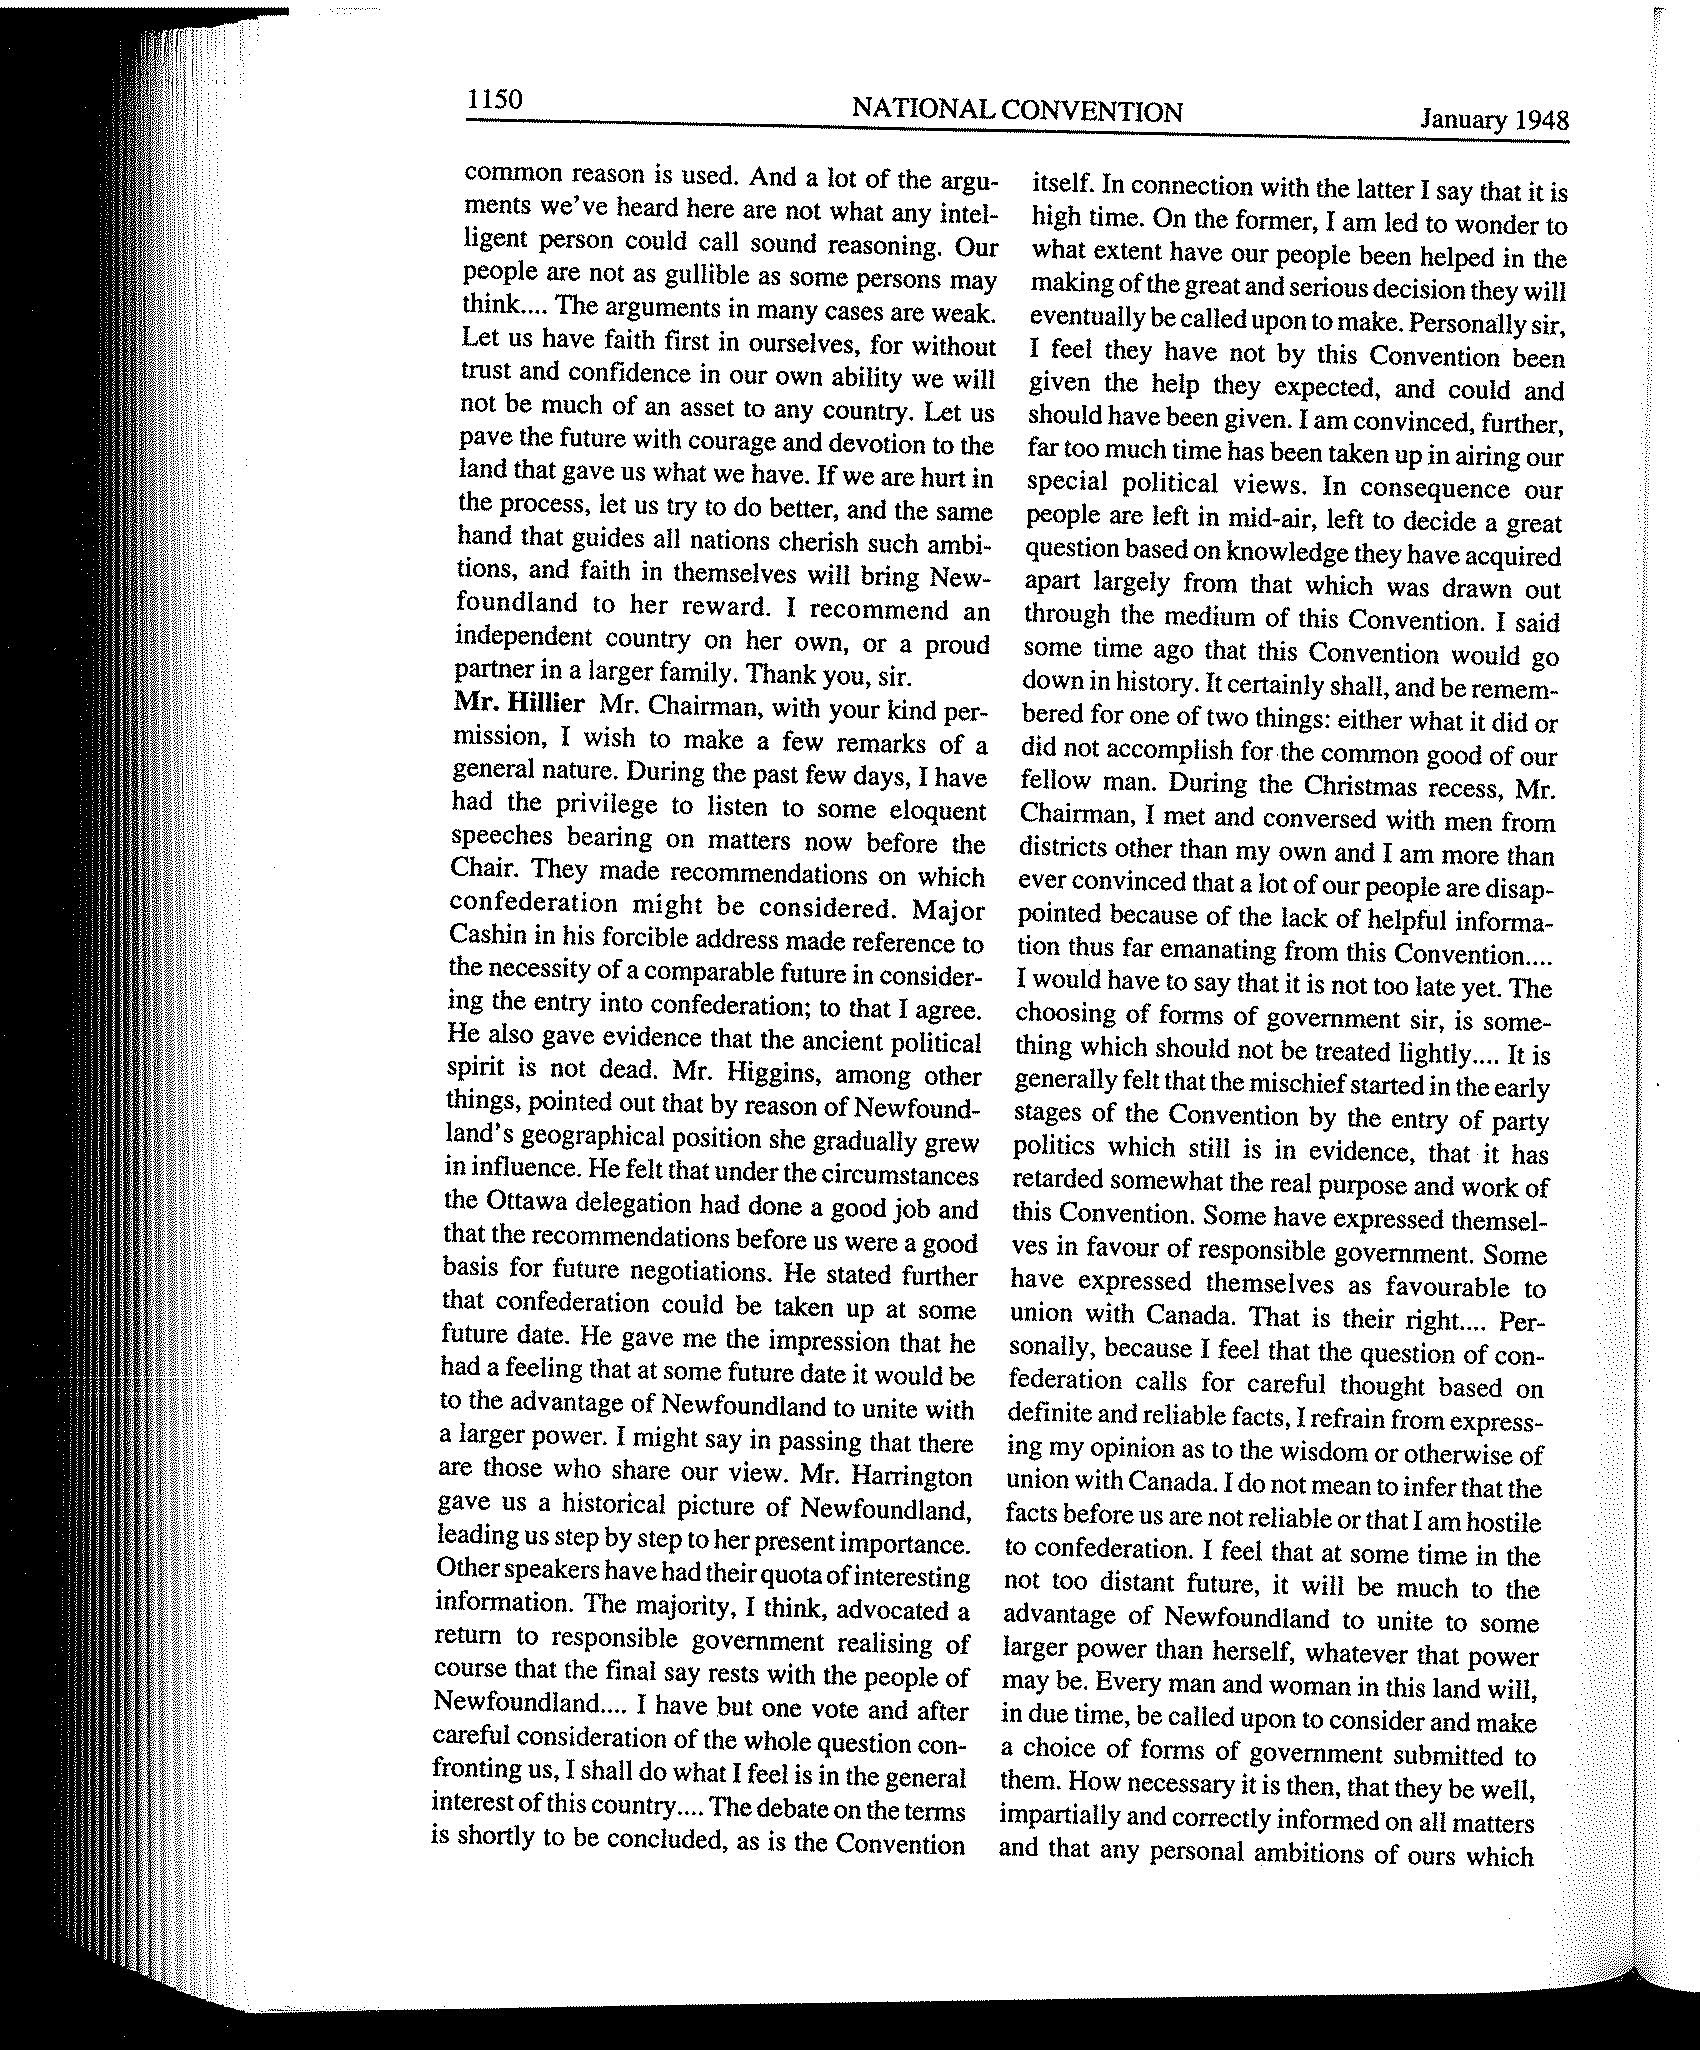 1150
NATIONAL CONVENTION
January 1948
common reason is used. And a lot of the argu-
ments we've heard here are not what any intel-
ligent person could call sound reasoning. Our
people are not as gullible as some persons may
think.... The arguments in many cases are weak.
Let us have faith first in ourselves, for without
trust and confidence in our own ability we will
not be much of an asset to any country. Let us
pave the future with courage and devotion to the
land that gave us what we have. If we are hurt in
the process, let us try to do better, and the same
hand that guides all nations cherish such ambi-
tions, and faith in themselves will bring New-
foundland to her reward. I recommend an
independent country on her own, or a proud
partner in a larger family. Thank you, sir.
Mr. Hillier Mr. Chairman, with your kind per-
mission, I wish to make a few remarks of a
general nature. During the past few days, I have
had the privilege to listen to some eloquent
speeches bearing on matters now before the
Chair. They made recommendations on which
confederation might be considered. Major
Cashin in his forcible address made reference to
the necessity of a comparable future in consider-
ing the entry into confederation; to that I agree.
He also gave evidence that the ancient political
spirit is not dead. Mr. Higgins, among other
things, pointed out that by reason of Newfound-
land's geographical position she gradually grew
in influence. He felt that under the circumstances
the Ottawa delegation had done a good job and
that the recommendations before us were a good
basis for future negotiations. He stated further
that confederation could be taken up at some
future date. He gave me the impression that he
had a feeling that at some future date it would be
to the advantage of Newfoundland to unite with
a larger power. I might say in passing that there
are those who share our view. Mr. Harrington
gave us a historical picture of Newfoundland,
leading us step by step to her present importance.
Other speakers have had their quota of interesting
information. The majority, I think, advocated a
return to responsible government realising of
course that the final say rests with the people of
Newfoundland.... I have but one vote and after
careful consideration of the whole question con-
fronting us, I shall do what I feel is in the general
interest of this country.... The debate on the terms
is shortly to be concluded, as is the Convention
itself. In connection with the latter I say that it is
high time. On the former, I am led to wonder to
what extent have our people been helped in the
making of the great and serious decision they will
eventually be called upon to make. Personally sir,
I feel they have not by this Convention been
given the help they expected, and could and
should have been given. I am convinced, further,
far too much time has been taken up in airing our
special political views. In consequence our
people are left in mid-air, left to decide a great
question based on knowledge they have acquired
apart largely from that which was drawn out
through the medium of this Convention. I said
some time ago that this Convention would go
down in history. It certainly shall, and be remem-
bered for one of two things: either what it did or
did not accomplish for the common good of our
fellow man. During the Christmas recess, Mr.
Chairman, I met and conversed with men from
districts other than my own and I am more than
ever convinced that a lot of our people are disap-
pointed because of the lack of helpful informa-
tion thus far emanating from this Convention....
I would have to say that it is not too late yet. The
choosing of forms of government sir, is some-
thing which should not be treated lightly.... It is
generally felt that the mischief started in the early
stages of the Convention by the entry of party
politics which still is in evidence, that it has
retarded somewhat the real purpose and work of
this Convention. Some have expressed themsel-
ves in favour of responsible government. Some
have expressed themselves as favourable to
union with Canada. That is their right.... Per-
sonally, because I feel that the question of con-
federation calls for careful thought based on
definite and reliable facts, I refrain from express-
ing my opinion as to the wisdom or otherwise of
union with Canada. I do not mean to infer that the
facts before us are not reliable or that I am hostile
to confederation. I feel that at some time in the
not too distant future, it will be much to the
advantage of Newfoundland to unite to some
larger power than herself, whatever that power
may be. Every man and woman in this land will,
in due time, be called upon to consider and make
a choice of forms of government submitted to
them. How necessary it is then, that they be well,
impartially and correctly informed on all matters
and that any personal ambitions of ours which